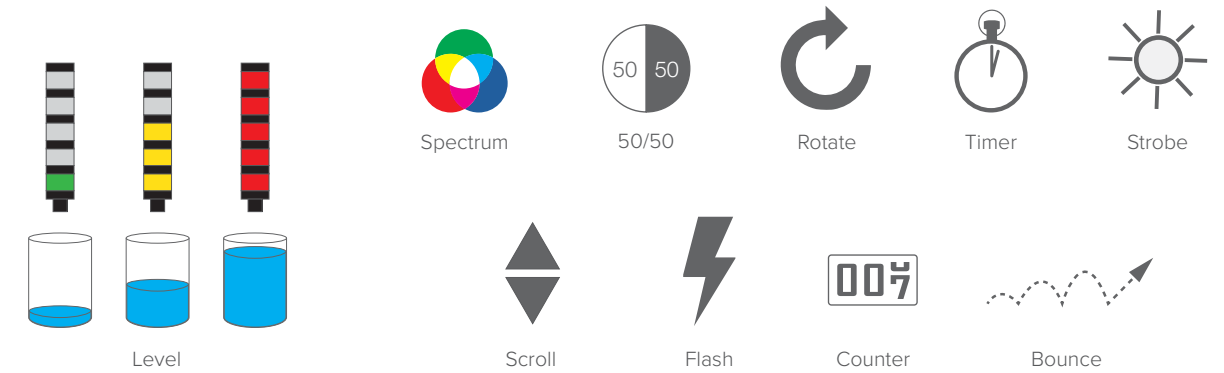 50 50
Spectrum
50/50
Rotate
Timer
Strobe
Level
Scroll
Flash
007
Counter
Bounce